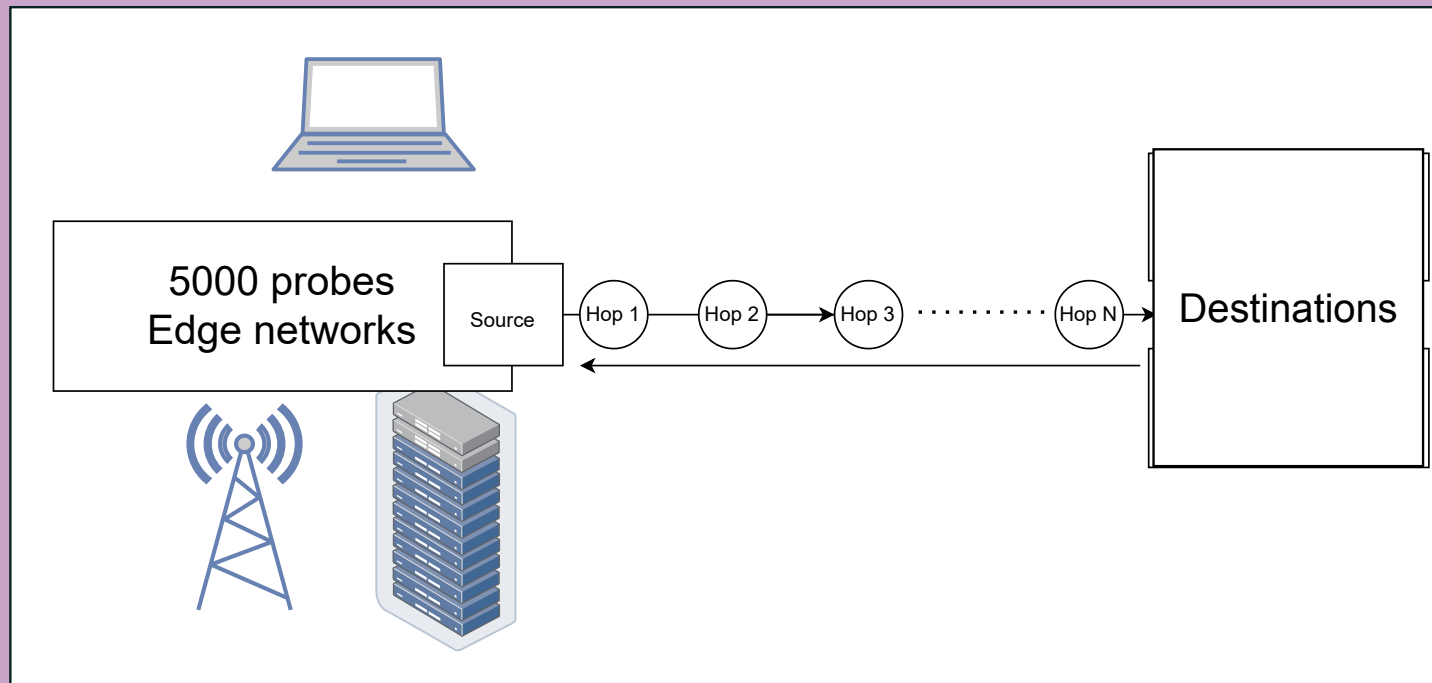 5000 probes
Edge networks
Source
Hop 1
Hop 2
Hop 3
Hop N
Destinations